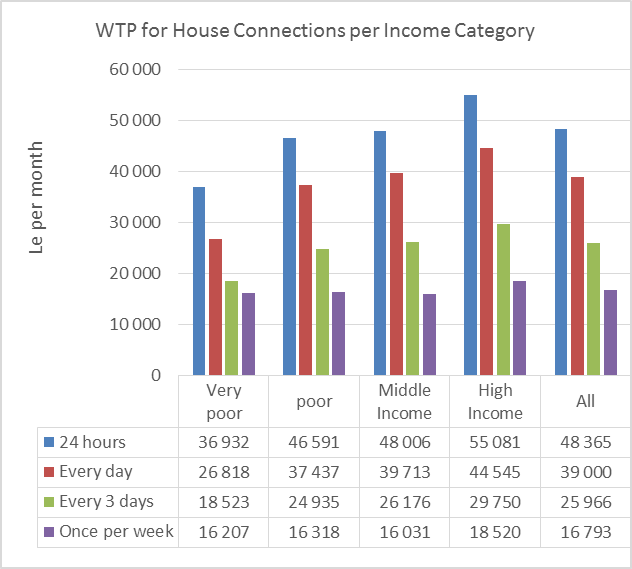 WTP for House Connections per Income Category
60 000
50 000
40 000
30 000
20 000
10 000
0
Le per month
Very poor
poor
Middle Income
High Income
All
24 hours 36 932 46 591 48 006 55 081 48 365
Every day 26 818 37 437 39 713 44 545 39 000
Every 3 days 18 523 24 935 26 176 29 750 25 966
Once per week 16 207 16 318 16 031 18 520 16 793